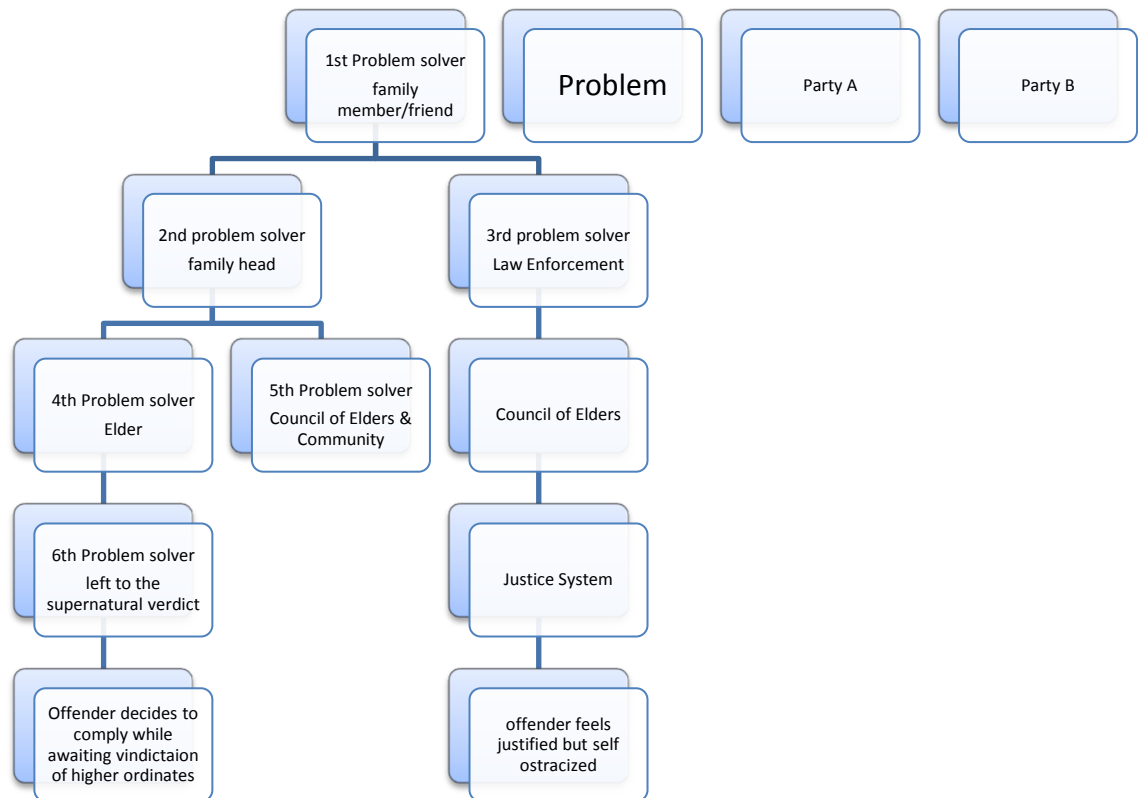 1st Problem solver
family
member/friend
Problem
Party A
Party B
2nd problem solver
family head
3rd problem solver
Law Enforcement
4th Problem solver
Elder
5th Problem solver
Council of Elders &
Community
Council of Elders
6th Problem solver
left to the
supernatural verdict
Justice System
Offender decides to
comply while
awaiting vindictaion
of higher ordinates
offender feels
justified but self
ostracized